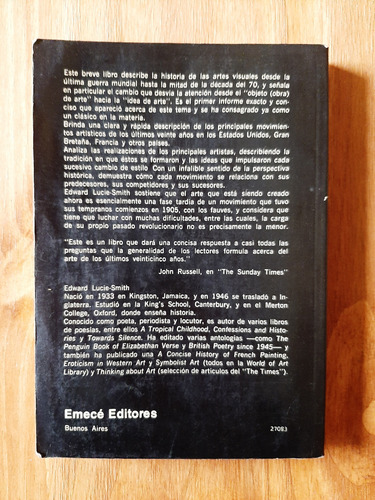 Este breve libro describe la historia de las artes visuales desde la
última guerra mundial hasta la mitad de la década del 70, y señala
en particular el cambio que desvía la atención desde el "objeto (obra)
de arte" hacia la "idea de arte". Es el primer informe exacto y con-
ciso que apareció acerca de este tema y se ha consagrado ya como
un clásico en la materia.
Brinda una clara y rápida descripción de los principales movimien-
tos artísticos de los últimos veinte años en los Estados Unidos, Gran
Bretaña, Francia y otros países.
Analiza las realizaciones de los principales artistas, describiendo la
tradición en que éstos se formaron y las ideas que impulsaron cada
sucesivo cambio de estilo. Con un infalible sentido de la perspectiva
histórica, demuestra cómo cada movimiento se relaciona con sus
predecesores, sus competidores y sus sucesores.
Edward Lucie-Smith sostiene que el arte que está siendo creado
ahora es esencialmente una fase tardía de un movimiento que tuvo
sus tempranos comienzos en 1905, con los fauves, y considera que
tiene que luchar con muchas dificultades, entre las cuales, la carga
de su propio pasado revolucionario no es precisamente la menor.
"Este es un libro que dará una concisa respuesta a casi todas las
preguntas que la generalidad de los lectores formula acerca del
arte de los últimos veinticinco años".
John Russell, en "The Sunday Times"
Edward Lucie-Smith
Nació en 1933 en Kingston, Jamaica, y en 1946 se trasladó a In-
glaterra. Estudió en la King's School, Canterbury, y en el Merton
College, Oxford, donde enseña historia.
Conocido como poeta, periodista y locutor, es autor de varios libros
de poesías, entre ellos A Tropical Childhood, Confessions and Histo-
ries y Towards Silence. Ha editado varias antologías —como The
Penguin Book of Elizabethan Verse y British Poetry since 1945— y
también ha publicado una A Concise History of French Painting,
Eroticism in Western Art y Symbolist Art (todos en la World of Art
Library) y Thinking about Art (selección de artículos del "The Times").
Emecé Editores
Buenos Aires
27093